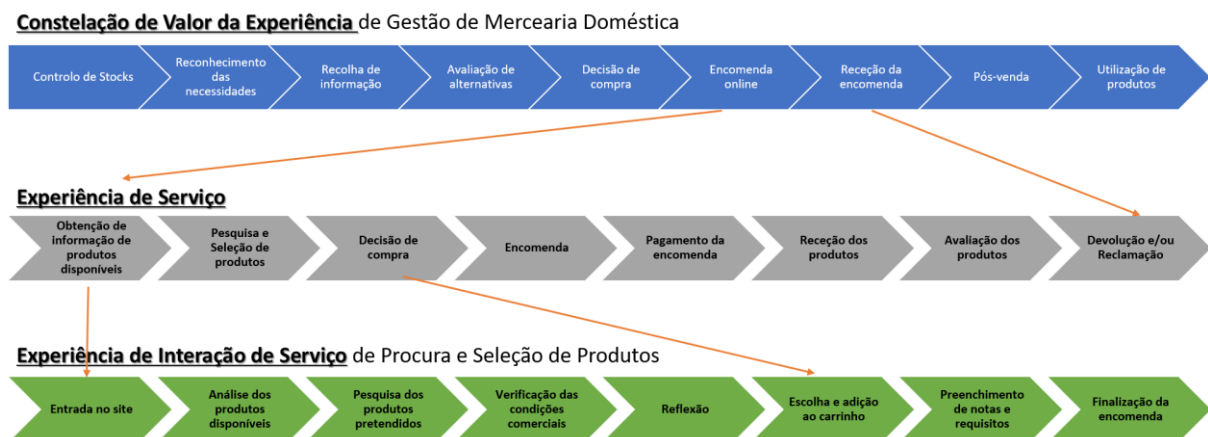 Constelação de Valor da Experiência de Gestão de Mercearia Doméstica
Controlo de Stocks
Reconhecimento
das
necessidades
Recolha de
informação
Avaliação de
alternativas
Decisão de
compra
Encomenda
online
Receção da
encomenda
Pós-venda
Utilização de
produtos
Experiência de Serviço
Obtenção de
informação de
produtos
disponíveis
Pesquisa e
Seleção de
produtos
Decisão de
compra
Encomenda
Pagamento da
encomenda
Receção dos
produtos
Avaliação dos
produtos
Devolução e/ou
Reclamação
Experiência de Interação de Serviço de Procura e Seleção de Produtos
Entrada no site
Análise dos
produtos
disponíveis
Pesquisa dos
produtos
pretendidos
Verificação das
condições
comerciais
Reflexão
Escolha e adição
ao carrinho
Preenchimento
de notas e
requisitos
Finalização da
encomenda